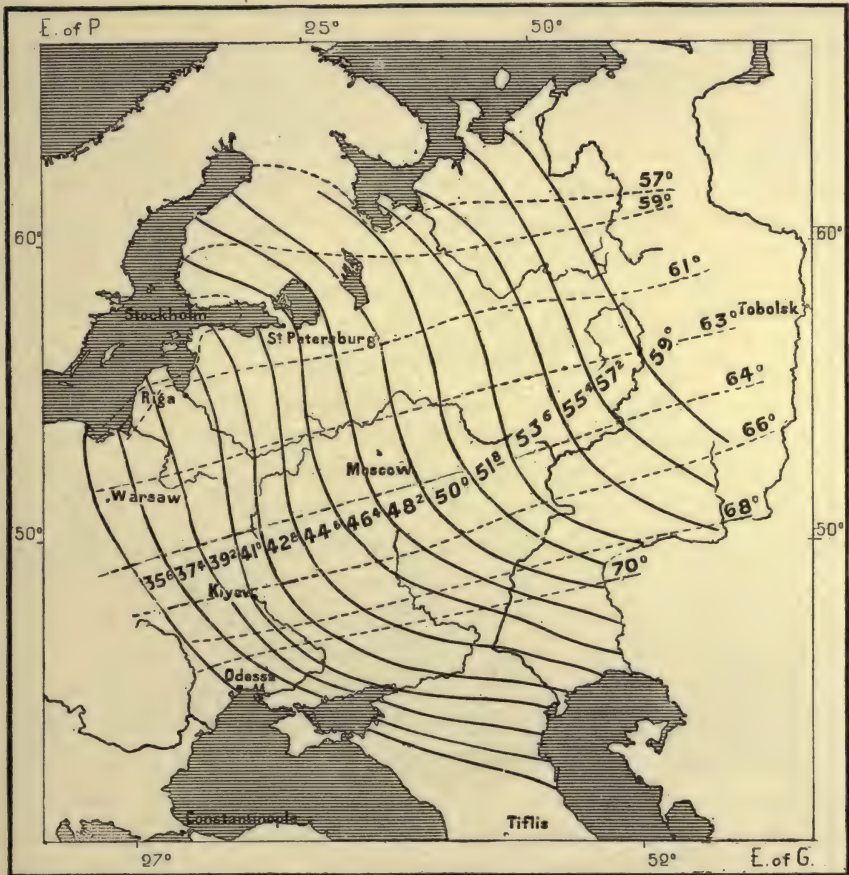 E. of P. 25° 50°
57°
59°
60° 60°
61°
Tobolsk
63°
Stockholm
St Petersburg
59°
57²
55⁴
64°
Riga
53⁶
66°
51⁸
Moscow
50°
48²
46⁴
44⁶
42⁸
41°
39²
37⁴
35⁶
Warsaw
68°
50° 50°
70°
Kiyev
Odessa
Constantinople
Tiflis
27° 52° E. of G.